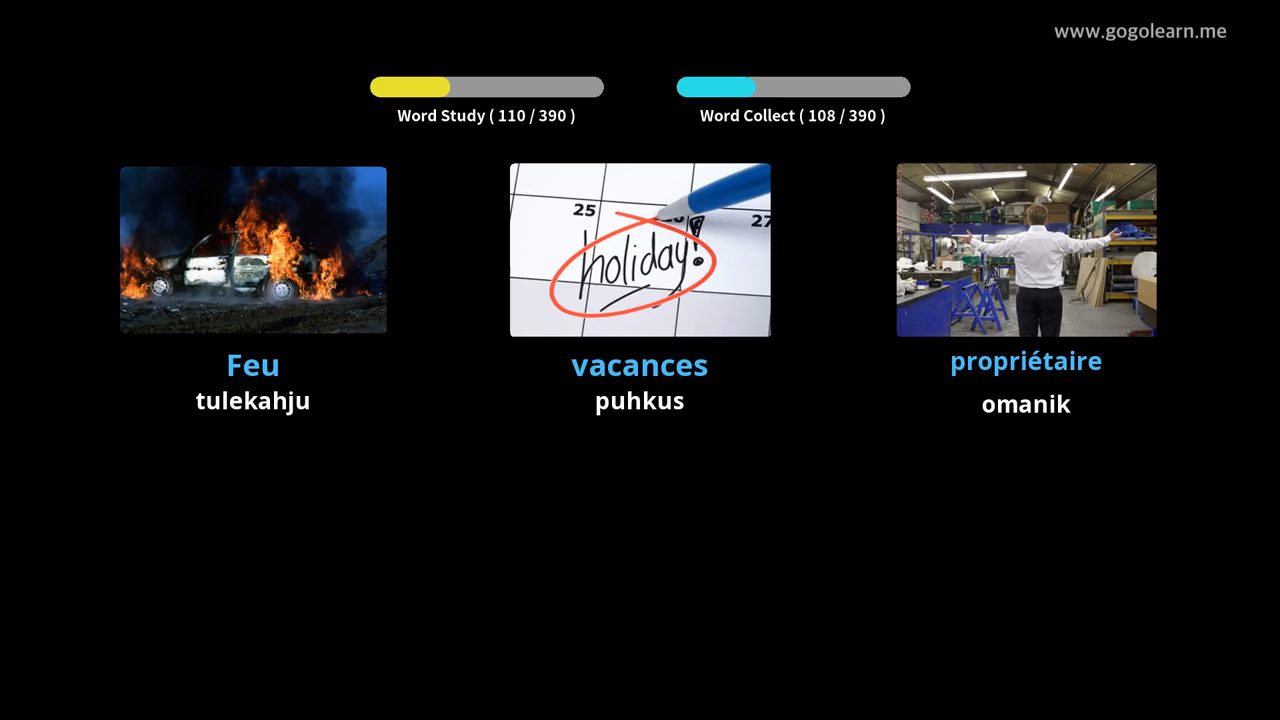 www.gogolearn.me
Word Study ( 110 / 390 )
Word Collect ( 108 / 390 )
25
27
holiday!
Feu
vacances
propriétaire
tulekahju
puhkus
omanik